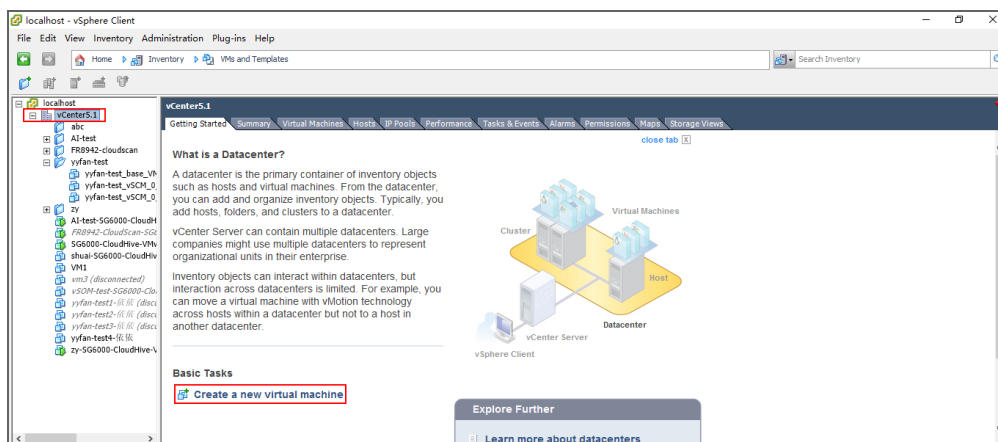 localhost - vSphere Client
File Edit View Inventory Administration Plug-ins Help
Home Inventory VMs and Templates
Search Inventory
localhost
vCenter5.1
abc
AI-test
FR8942-cloudscan
yyfan-test
yyfan-test_base_VM
yyfan-test_vSCM_0_
yyfan-test_vSCM_0_
zy
AI-test-SG6000-CloudH
FR8942-CloudScan-SG6
SG6000-CloudHive-VMw
shuai-SG6000-CloudHiv
VM1
vm3 (disconnected)
vSOM-test-SG6000-Clo
yyfan-test1-依依 (disco
yyfan-test2-依依 (disco
yyfan-test3-依依 (disco
yyfan-test4-依依
zy-SG6000-CloudHive-V
vCenter5.1
Getting Started Summary Virtual Machines Hosts IP Pools Performance Tasks & Events Alarms Permissions Maps Storage Views
close tab X
What is a Datacenter?
A datacenter is the primary container of inventory objects
such as hosts and virtual machines. From the datacenter,
you can add and organize inventory objects. Typically, you
add hosts, folders, and clusters to a datacenter.
vCenter Server can contain multiple datacenters. Large
companies might use multiple datacenters to represent
organizational units in their enterprise.
Inventory objects can interact within datacenters, but
interaction across datacenters is limited. For example, you
can move a virtual machine with vMotion technology
across hosts within a datacenter but not to a host in
another datacenter.
Virtual Machines
Cluster
Host
Datacenter
vCenter Server
vSphere Client
Basic Tasks
Create a new virtual machine
Explore Further
Learn more about datacenters